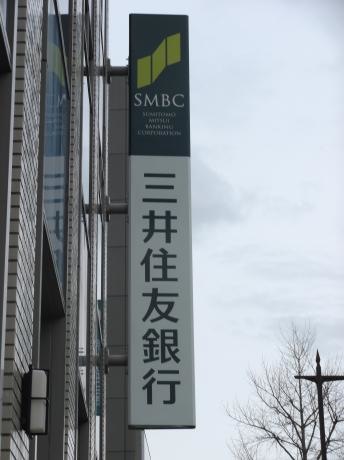 SMBC
SUMITOMO
MITSUI
BANKING
CORPORATION
三井住友銀行